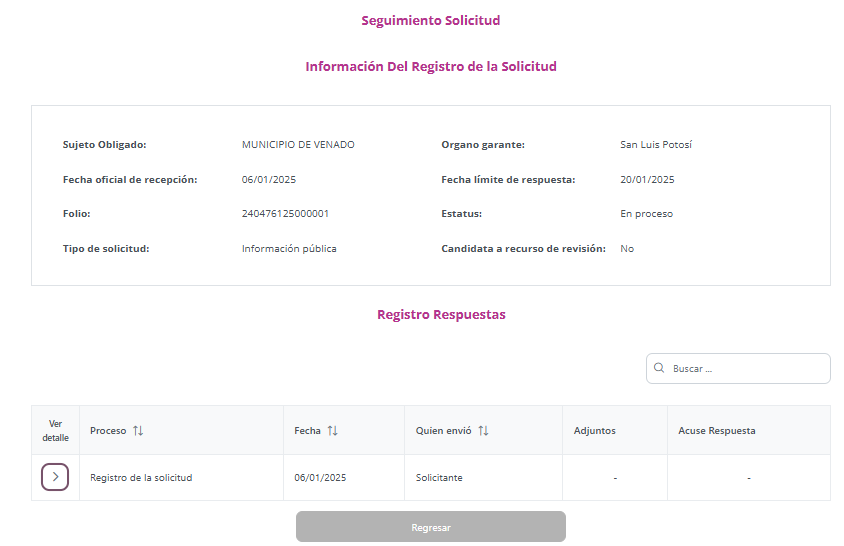 Seguimiento Solicitud
Información Del Registro de la Solicitud
Sujeto Obligado: MUNICIPIO DE VENADO Organo garante: San Luis Potosí
Fecha oficial de recepción: 06/01/2025 Fecha límite de respuesta: 20/01/2025
Folio: 240476125000001 Estatus: En proceso
Tipo de solicitud: Información pública Candidata a recurso de revisión: No
Registro Respuestas
Buscar ...
Ver detalle Proceso Fecha Quien envió Adjuntos Acuse Respuesta
Registro de la solicitud 06/01/2025 Solicitante - -
Regresar